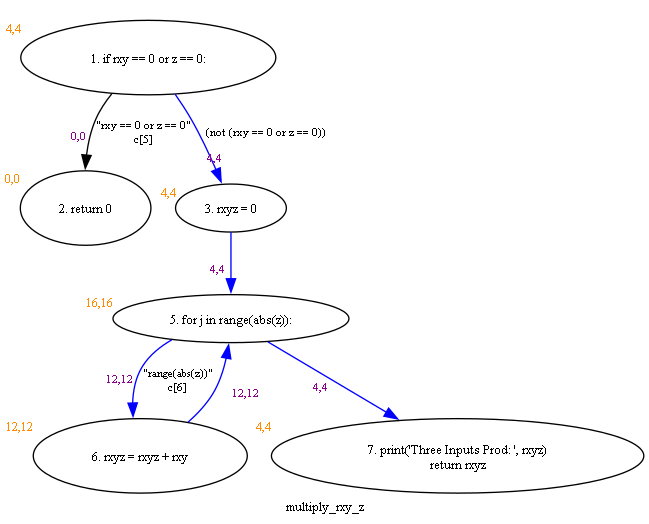 4,4
1. if rxy == 0 or z == 0:
"rxy == 0 or z == 0"
c[5]
0,0
(not (rxy == 0 or z == 0))
4,4
0,0
2. return 0
4,4
3. rxyz = 0
4,4
16,16
5. for j in range(abs(z)):
"range(abs(z))"
c[6]
12,12
12,12
4,4
12,12
6. rxyz = rxyz + rxy
4,4
7. print('Three Inputs Prod: ', rxyz)
return rxyz
multiply_rxy_z